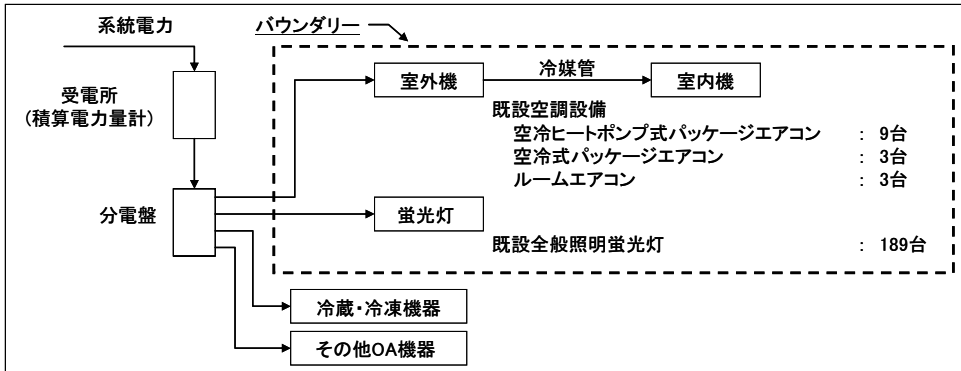 系統電力
バウンダリー
受電所
(積算電力量計)
室外機
冷媒管
室内機
既設空調設備
空冷ヒートポンプ式パッケージエアコン : 9台
空冷式パッケージエアコン : 3台
ルームエアコン : 3台
分電盤
蛍光灯
既設全般照明蛍光灯 : 189台
冷蔵・冷凍機器
その他OA機器